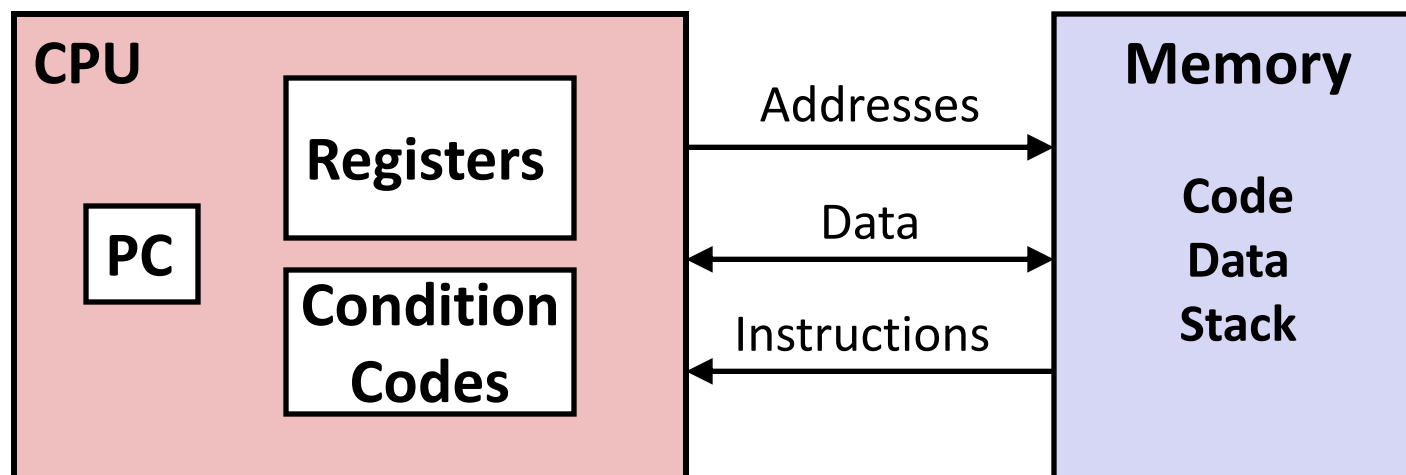 CPU
Registers
PC
Condition
Codes
Addresses
Data
Instructions
Memory
Code
Data
Stack